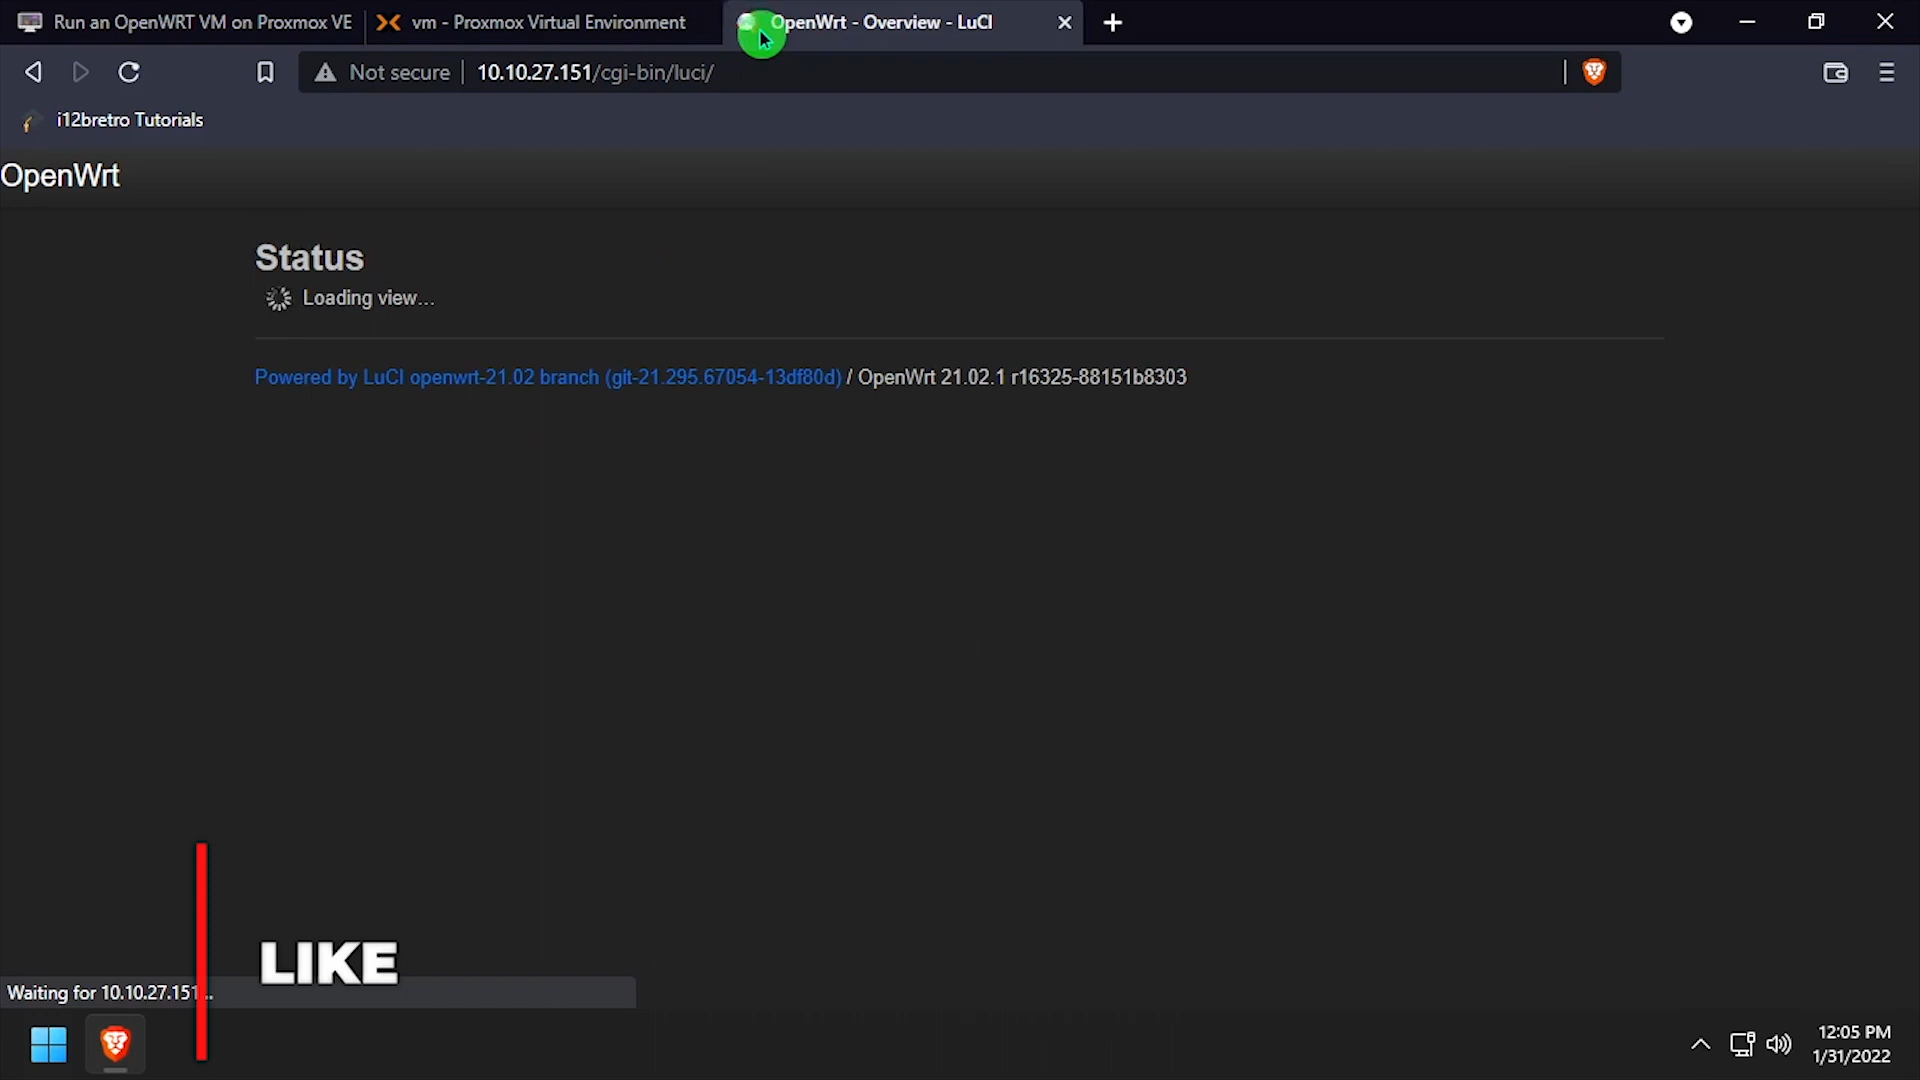 Run an OpenWRT VM on Proxmox VE
vm - Proxmox Virtual Environment
OpenWrt - Overview - LuCI
Not secure
10.10.27.151/cgi-bin/luci/
i12bretro Tutorials
OpenWrt
Status
Loading view...
Powered by LuCI openwrt-21.02 branch (git-21.295.67054-13df80d) / OpenWrt 21.02.1 r16325-88151b8303
LIKE
Waiting for 10.10.27.151...
12:05 PM
1/31/2022